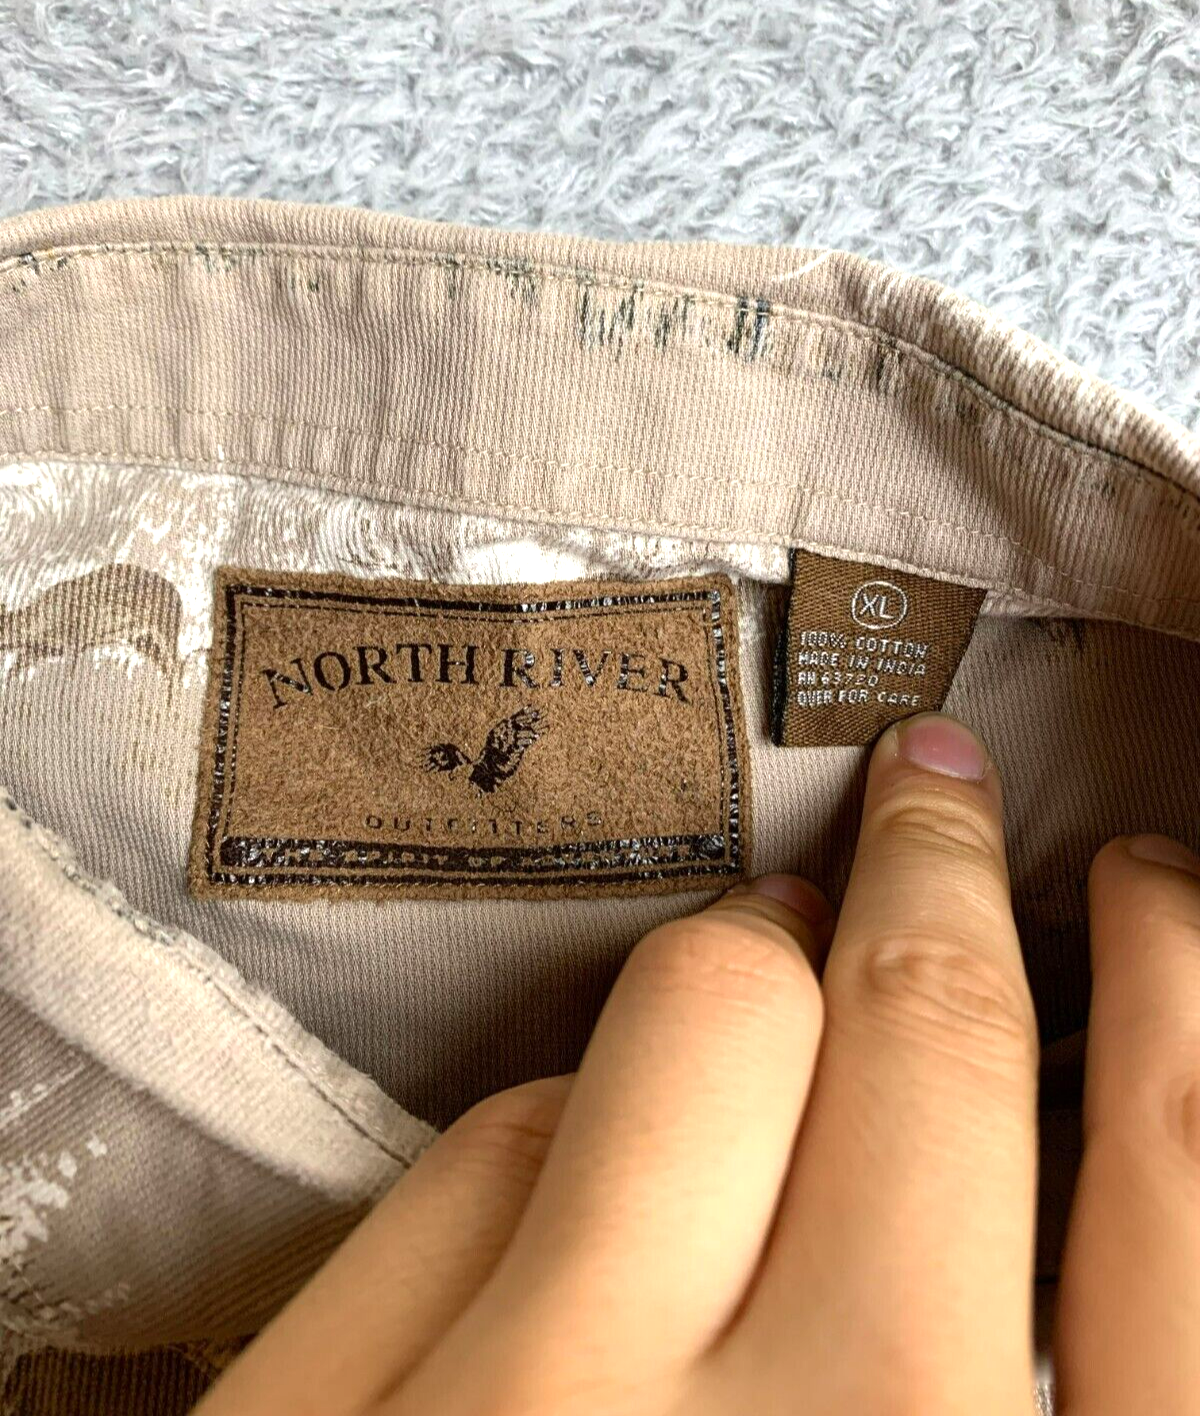 NORTH RIVER
OUTFITTERS
XL
100% COTTON
MADE IN INDIA
RN 63720
OVER FOR CARE